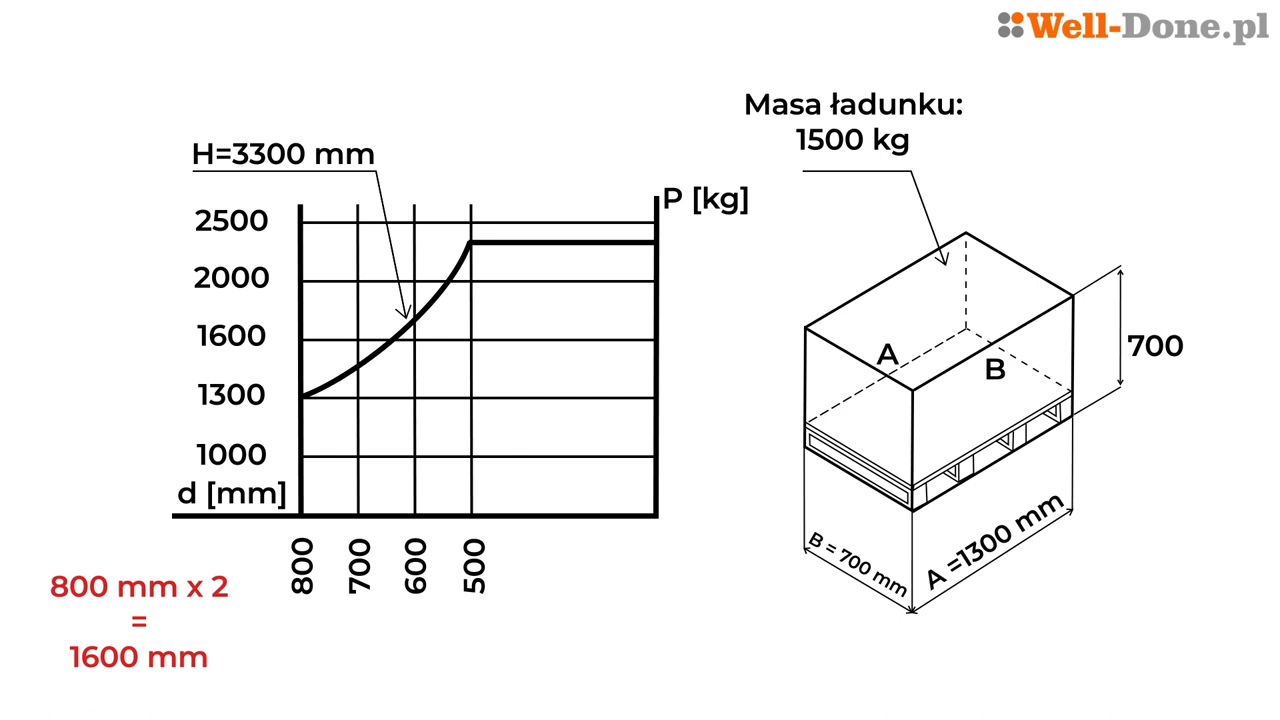 Well-Done.pl
Masa ładunku:
1500 kg
H=3300 mm
P [kg]
2500
2000
1600
1300
1000
d [mm]
800
700
600
500
800 mm x 2
=
1600 mm
A
B
700
B = 700 mm
A =1300 mm